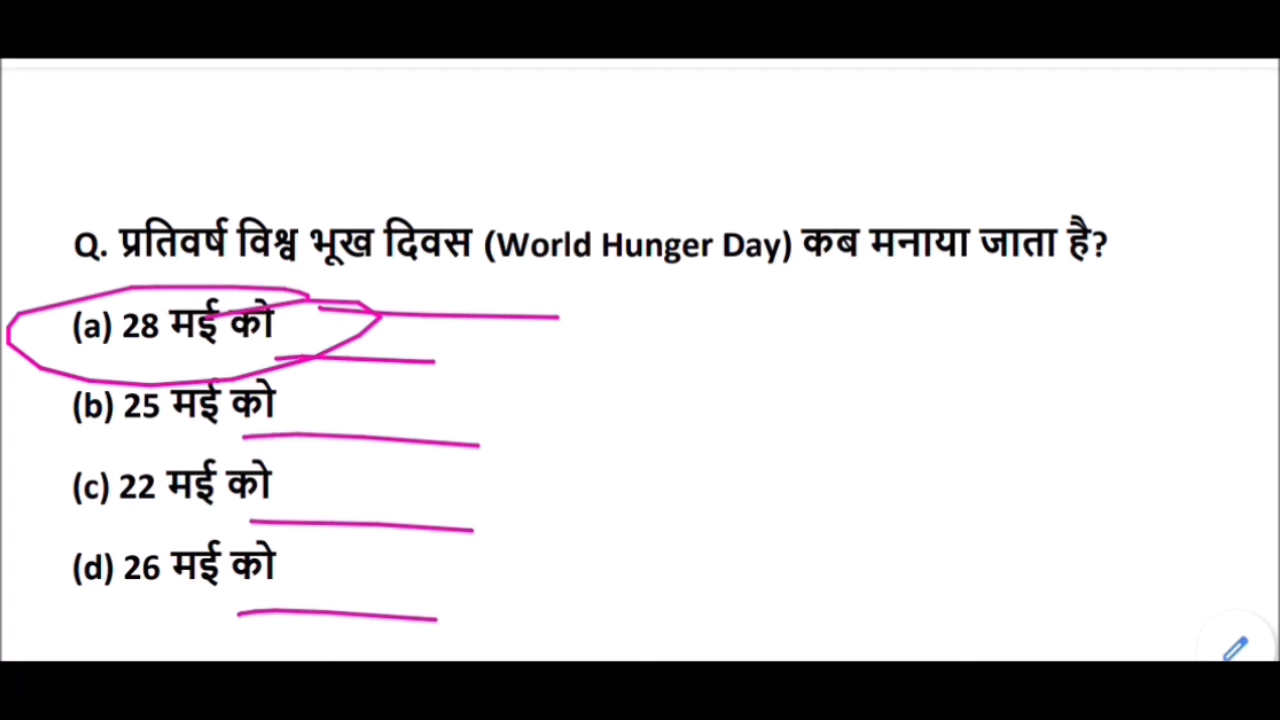 Q. प्रतिवर्ष विश्व भूख दिवस (World Hunger Day) कब मनाया जाता है?
(a) 28 मई को
(b) 25 मई को
(c) 22 मई को
(d) 26 मई को